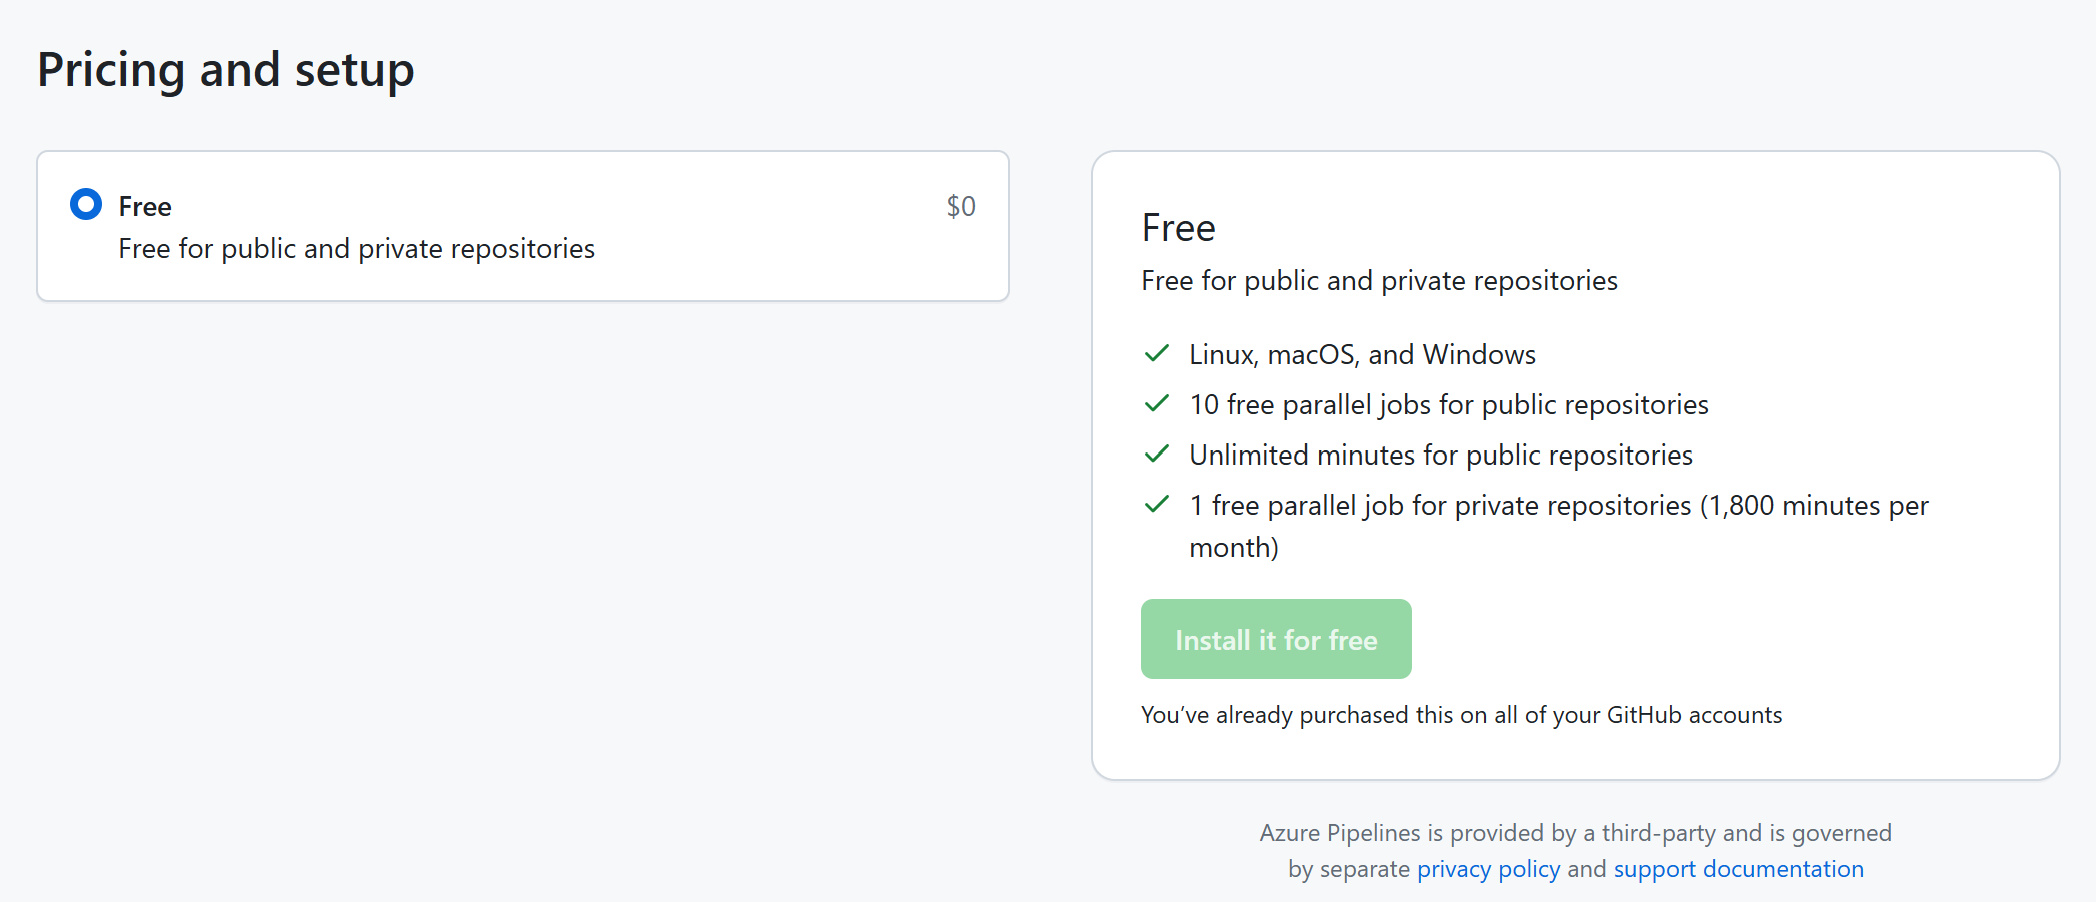 Pricing and setup
Free
$0
Free for public and private repositories
Free
Free for public and private repositories
Linux, macOS, and Windows
10 free parallel jobs for public repositories
Unlimited minutes for public repositories
1 free parallel job for private repositories (1,800 minutes per
month)
Install it for free
You’ve already purchased this on all of your GitHub accounts
Azure Pipelines is provided by a third-party and is governed
by separate privacy policy and support documentation